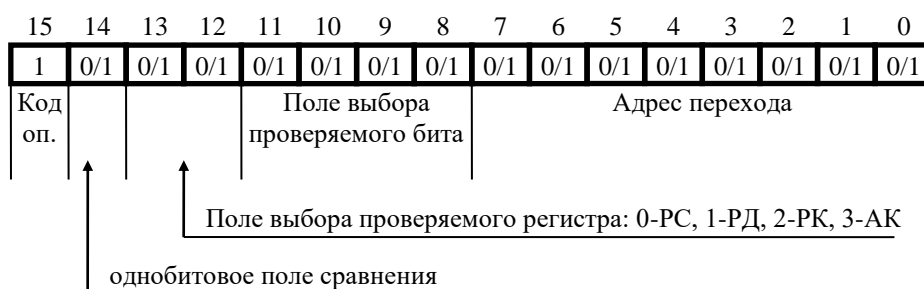 15 14 13 12 11 10 9 8 7 6 5 4 3 2 1 0
1 0/1 0/1 0/1 0/1 0/1 0/1 0/1 0/1 0/1 0/1 0/1 0/1 0/1 0/1 0/1
Код Поле выбора Адрес перехода
оп. проверяемого бита
Поле выбора проверяемого регистра: 0-РС, 1-РД, 2-РК, 3-АК
однобитовое поле сравнения